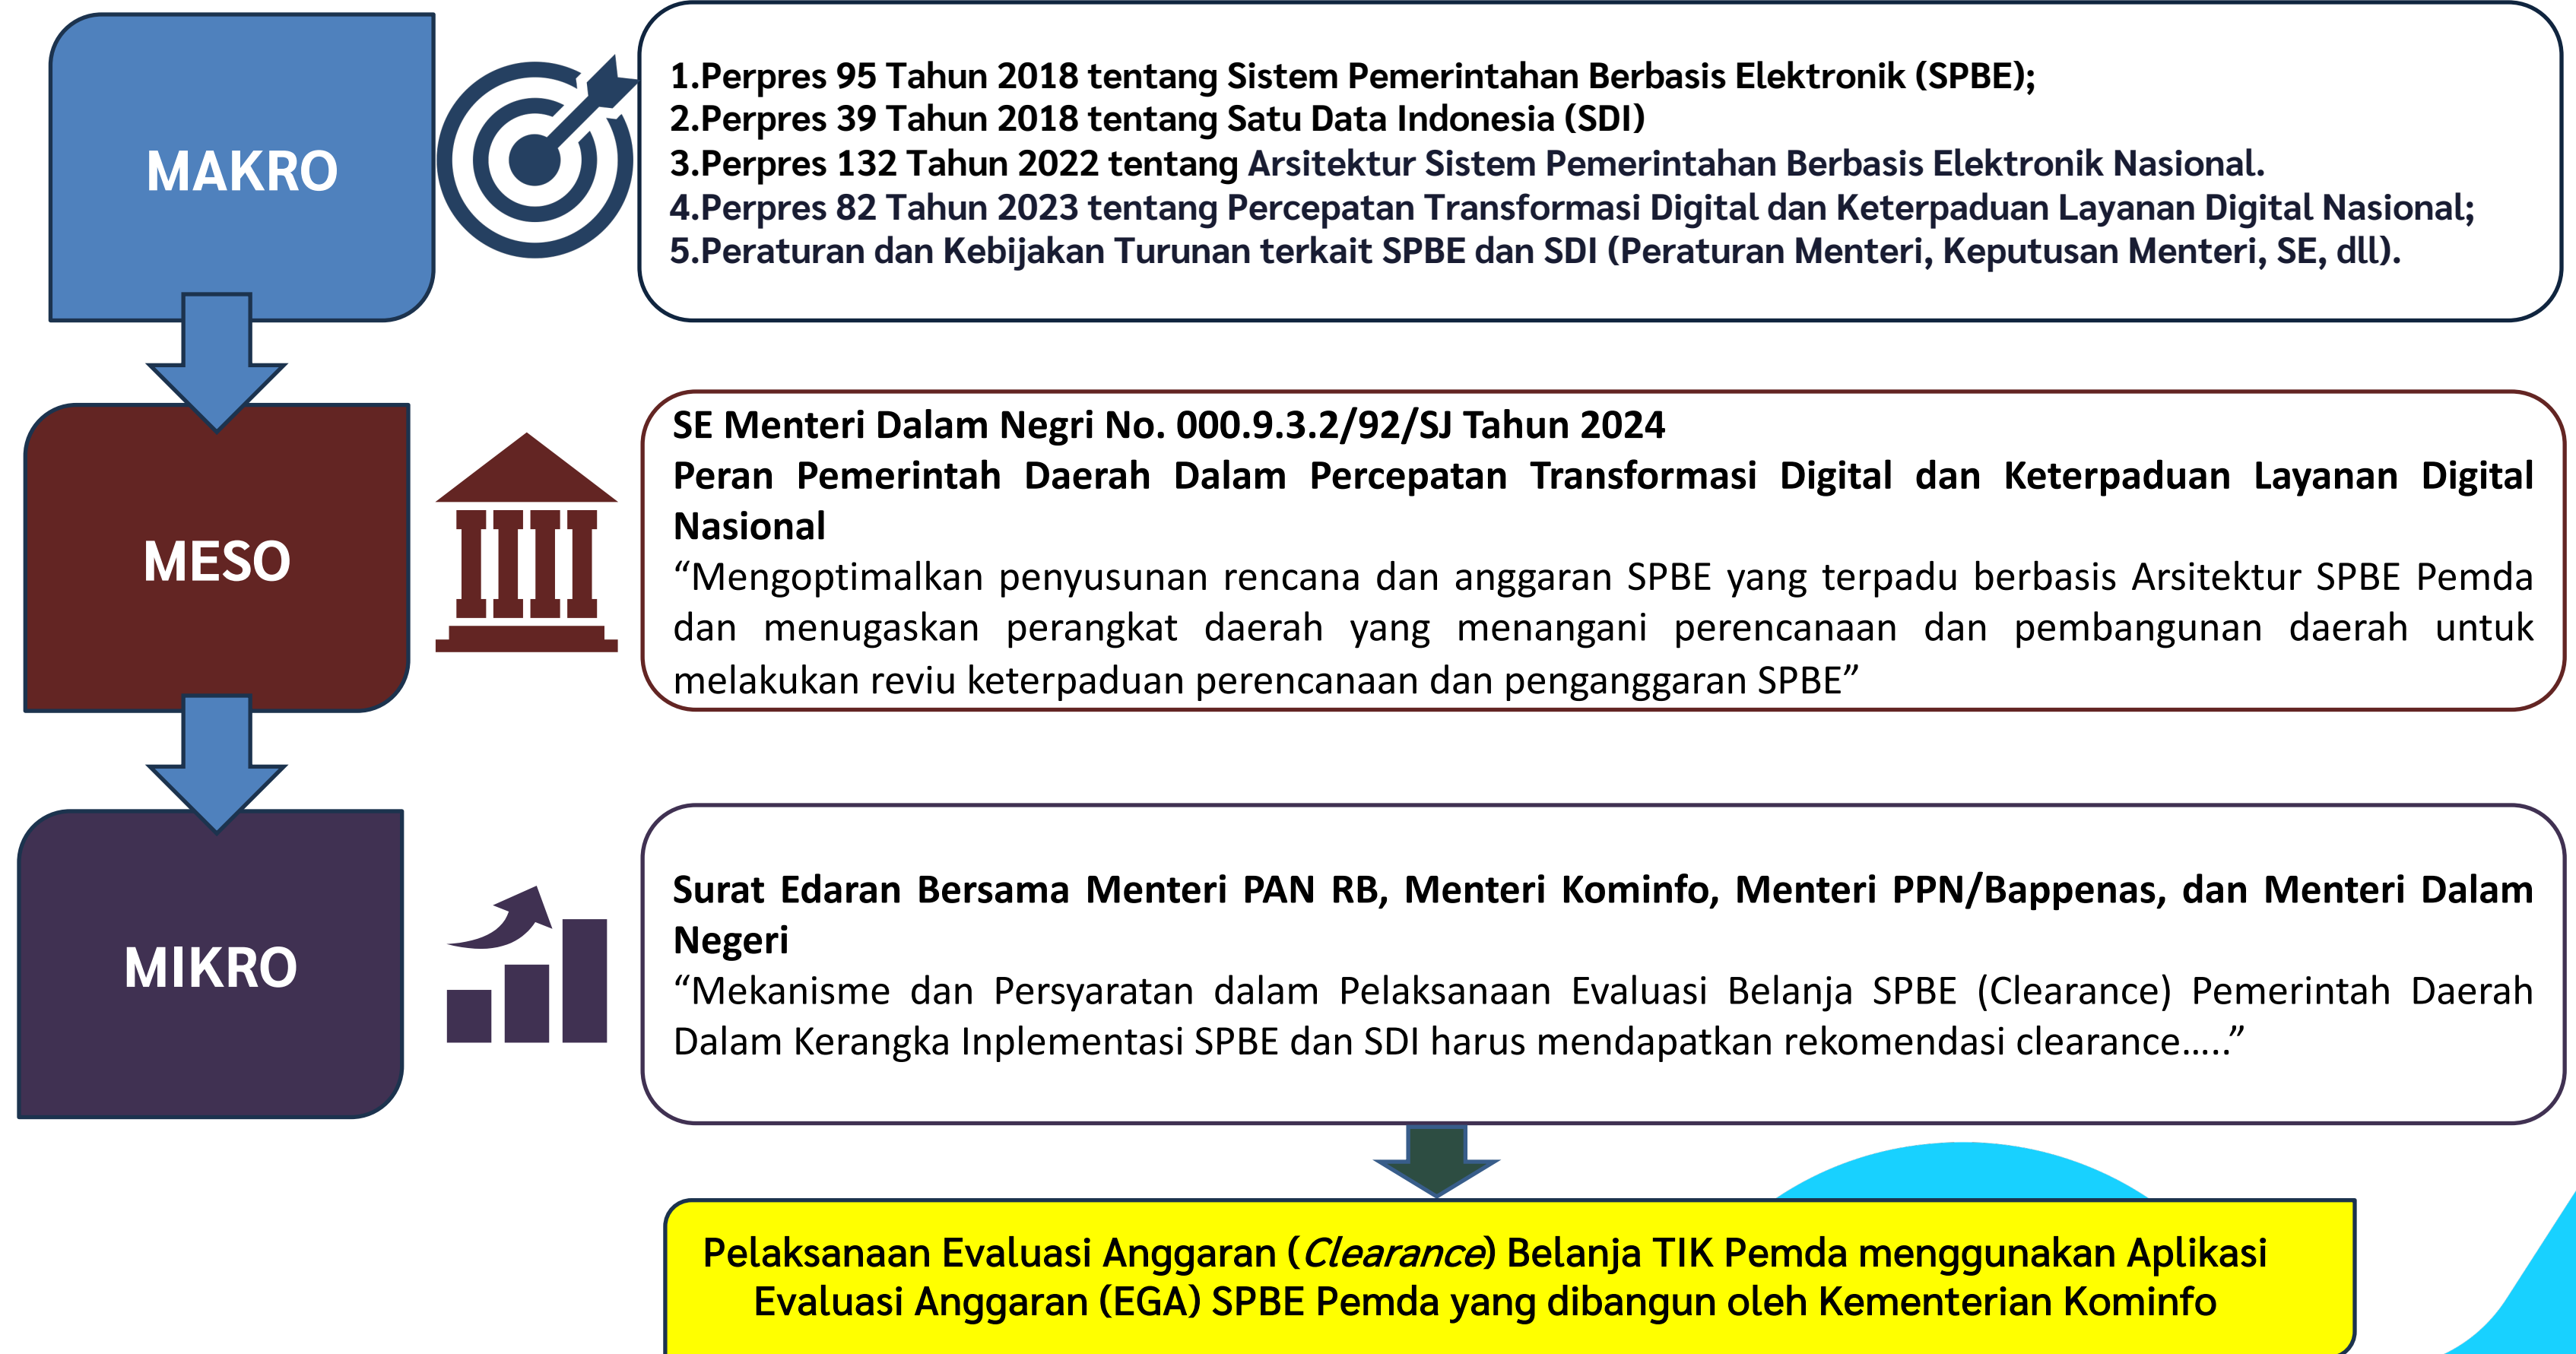 MAKRO
1.Perpres 95 Tahun 2018 tentang Sistem Pemerintahan Berbasis Elektronik (SPBE);
2.Perpres 39 Tahun 2018 tentang Satu Data Indonesia (SDI)
3.Perpres 132 Tahun 2022 tentang Arsitektur Sistem Pemerintahan Berbasis Elektronik Nasional.
4.Perpres 82 Tahun 2023 tentang Percepatan Transformasi Digital dan Keterpaduan Layanan Digital Nasional;
5.Peraturan dan Kebijakan Turunan terkait SPBE dan SDI (Peraturan Menteri, Keputusan Menteri, SE, dll).
MESO
SE Menteri Dalam Negri No. 000.9.3.2/92/SJ Tahun 2024
Peran Pemerintah Daerah Dalam Percepatan Transformasi Digital dan Keterpaduan Layanan Digital
Nasional
“Mengoptimalkan penyusunan rencana dan anggaran SPBE yang terpadu berbasis Arsitektur SPBE Pemda
dan menugaskan perangkat daerah yang menangani perencanaan dan pembangunan daerah untuk
melakukan reviu keterpaduan perencanaan dan penganggaran SPBE”
MIKRO
Surat Edaran Bersama Menteri PAN RB, Menteri Kominfo, Menteri PPN/Bappenas, dan Menteri Dalam
Negeri
“Mekanisme dan Persyaratan dalam Pelaksanaan Evaluasi Belanja SPBE (Clearance) Pemerintah Daerah
Dalam Kerangka Inplementasi SPBE dan SDI harus mendapatkan rekomendasi clearance…..”
Pelaksanaan Evaluasi Anggaran (Clearance) Belanja TIK Pemda menggunakan Aplikasi
Evaluasi Anggaran (EGA) SPBE Pemda yang dibangun oleh Kementerian Kominfo